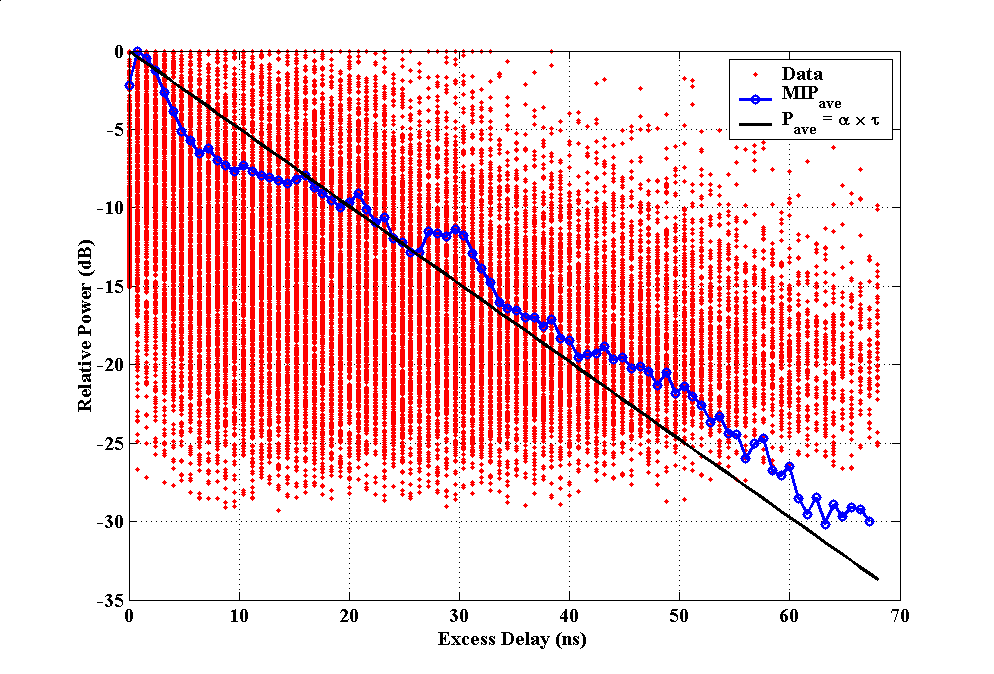 0
-5
-10
-15
-20
-25
-30
-35
0 10 20 30 40 50 60 70
Relative Power (dB)
Excess Delay (ns)
Data
MIP_ave
P_ave = α × τ